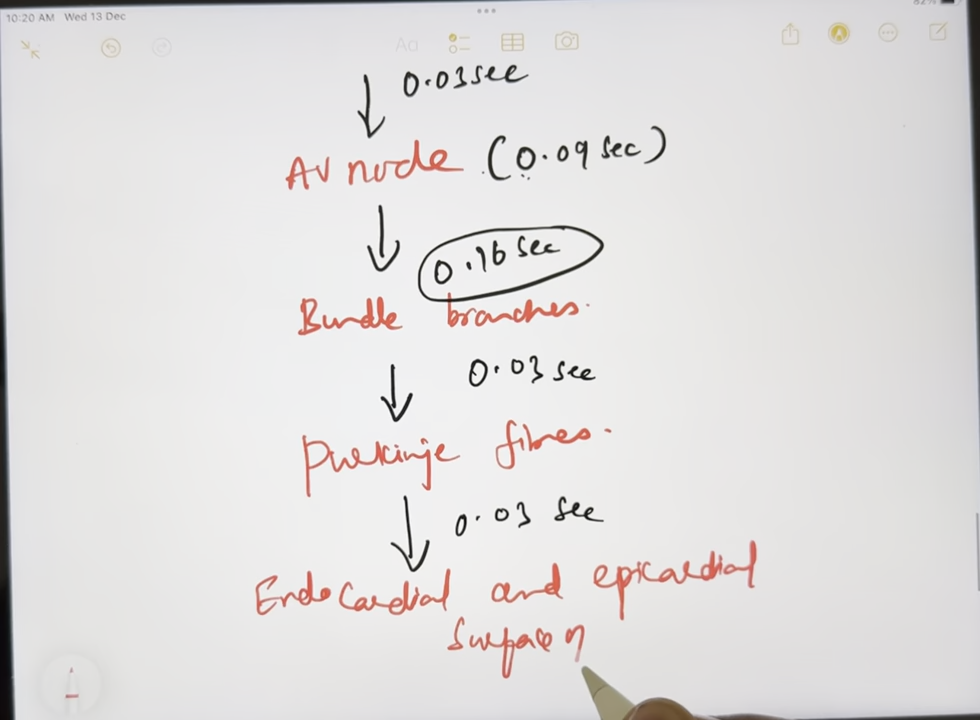 10:20 AM Wed 13 Dec
82%
Aa
0.03sec
AV node (0.09 sec)
0.16 sec
Bundle branches.
0.03 sec
Purkinje fibres.
0.03 sec
Endocardial and epicardial
Surface